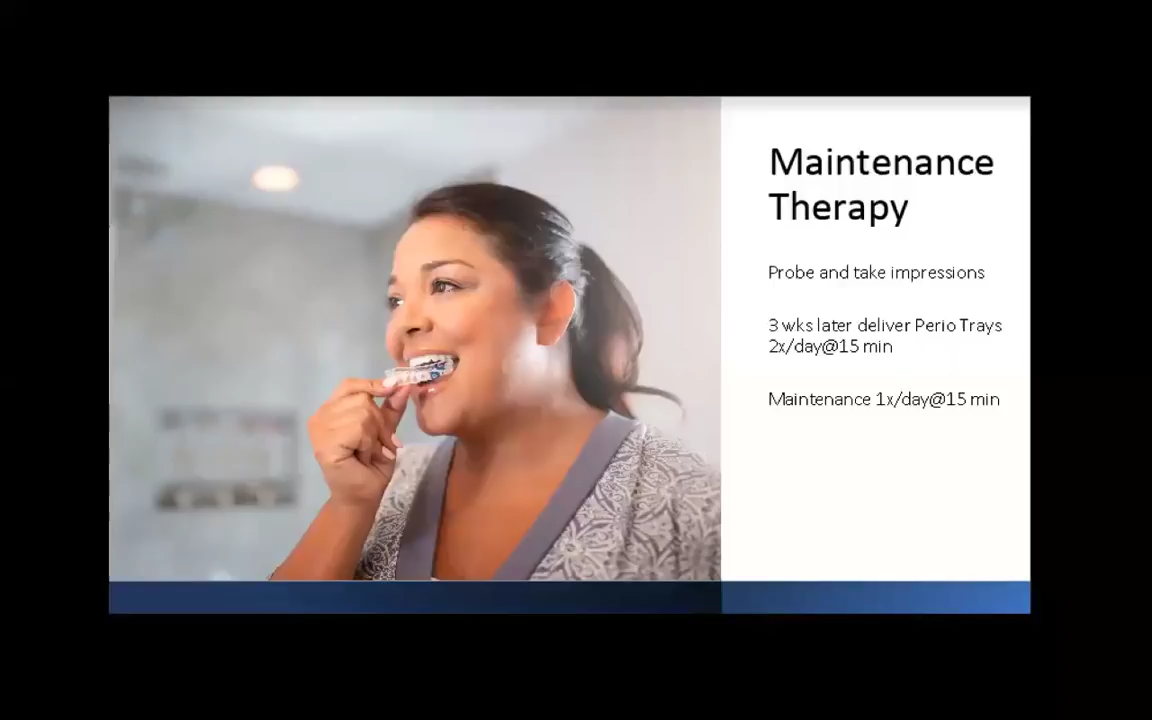 Maintenance
Therapy
Probe and take impressions
3 wks later deliver Perio Trays
2x/day@15 min
Maintenance 1x/day@15 min